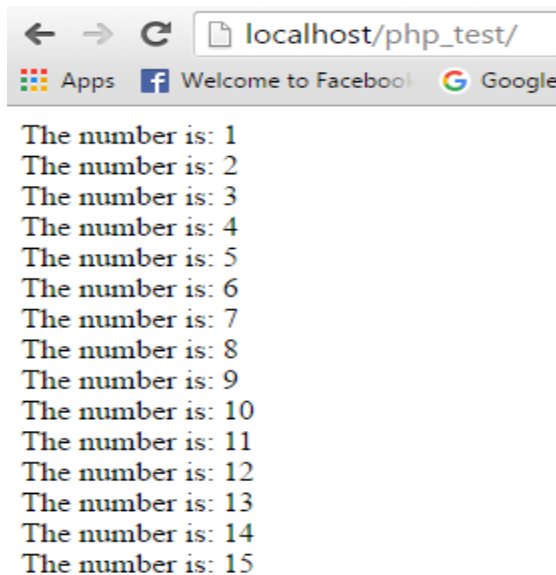 localhost/php_test/
Apps Welcome to Facebook Google
The number is: 1
The number is: 2
The number is: 3
The number is: 4
The number is: 5
The number is: 6
The number is: 7
The number is: 8
The number is: 9
The number is: 10
The number is: 11
The number is: 12
The number is: 13
The number is: 14
The number is: 15